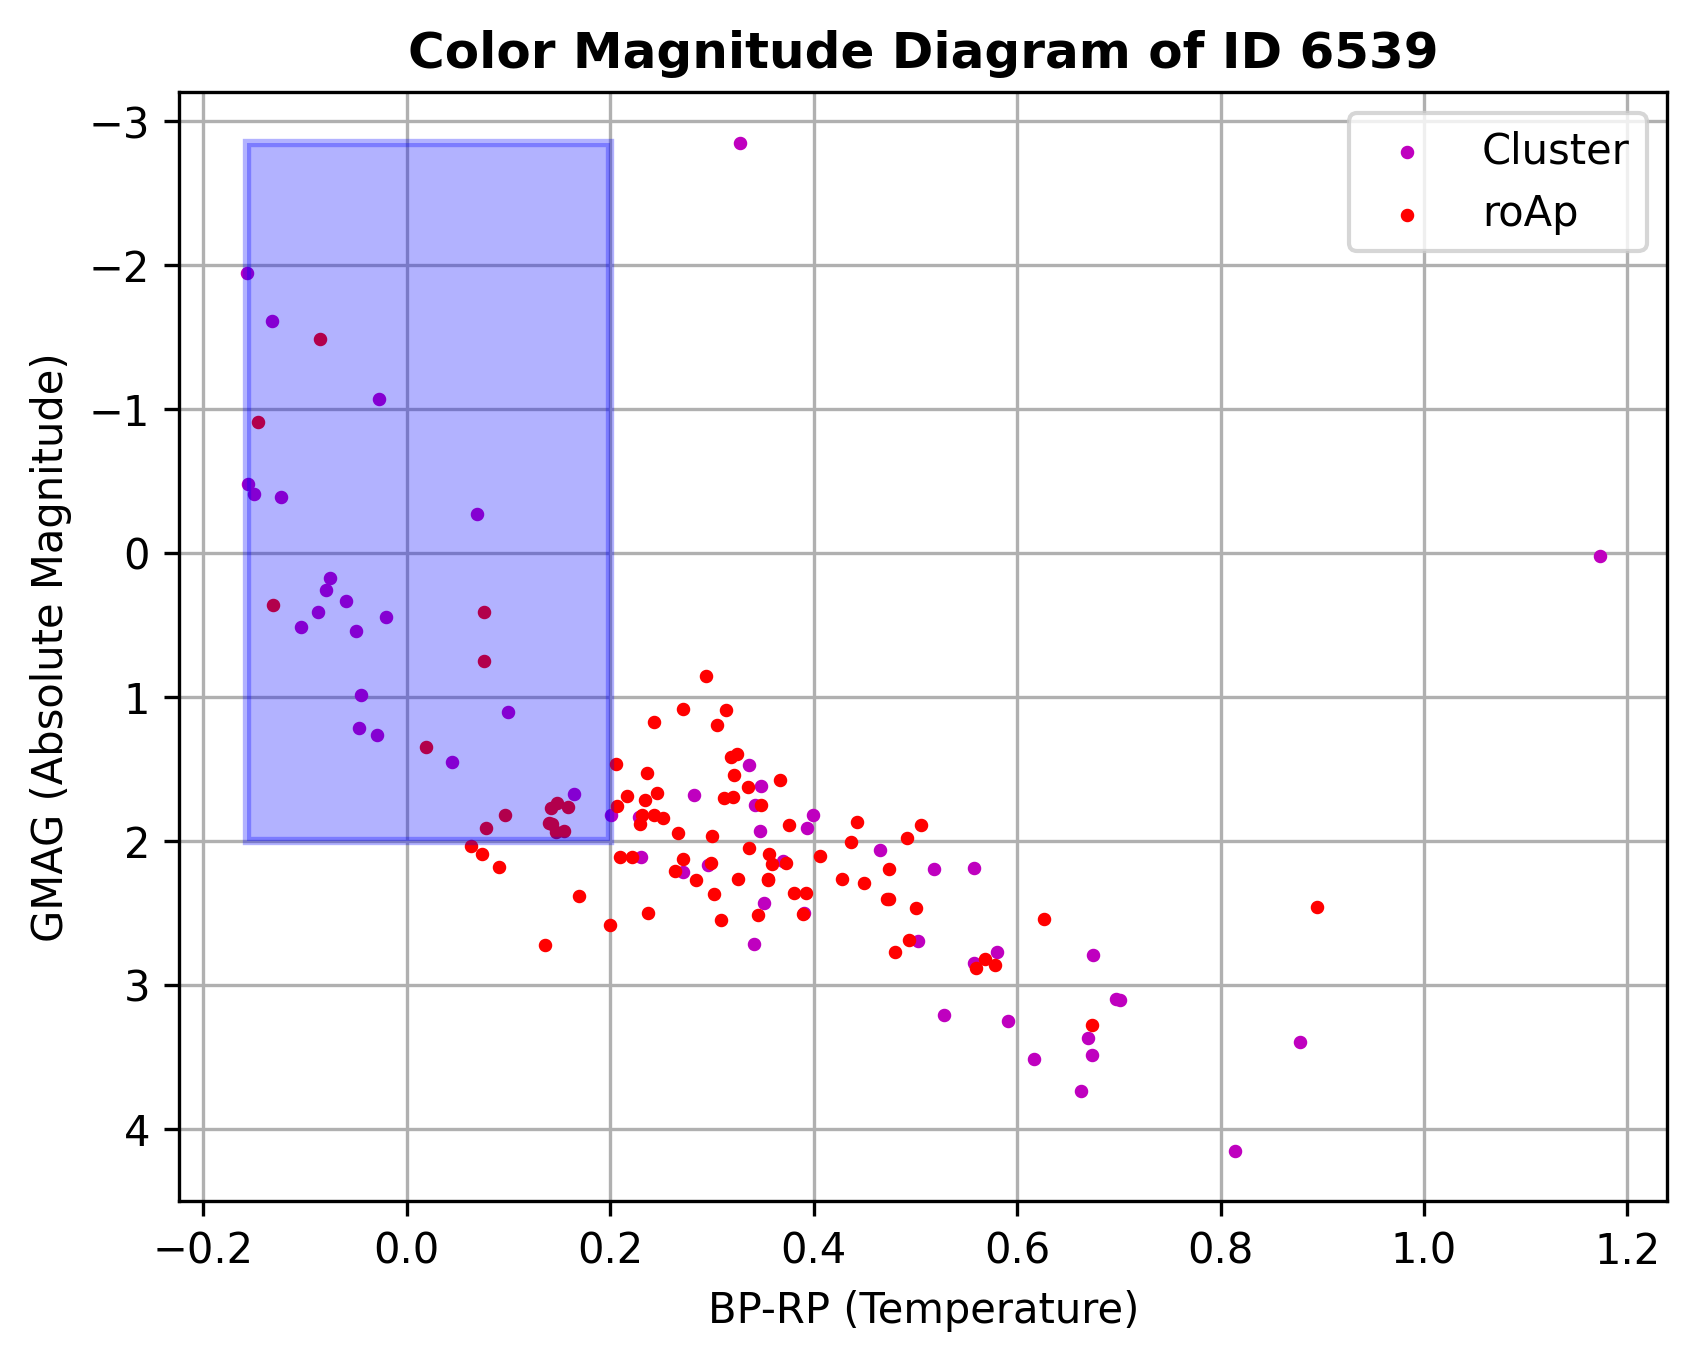 Color Magnitude Diagram of ID 6539
Cluster
roAp
GMAG (Absolute Magnitude)
−3
−2
−1
0
1
2
3
4
−0.2 0.0 0.2 0.4 0.6 0.8 1.0 1.2
BP-RP (Temperature)